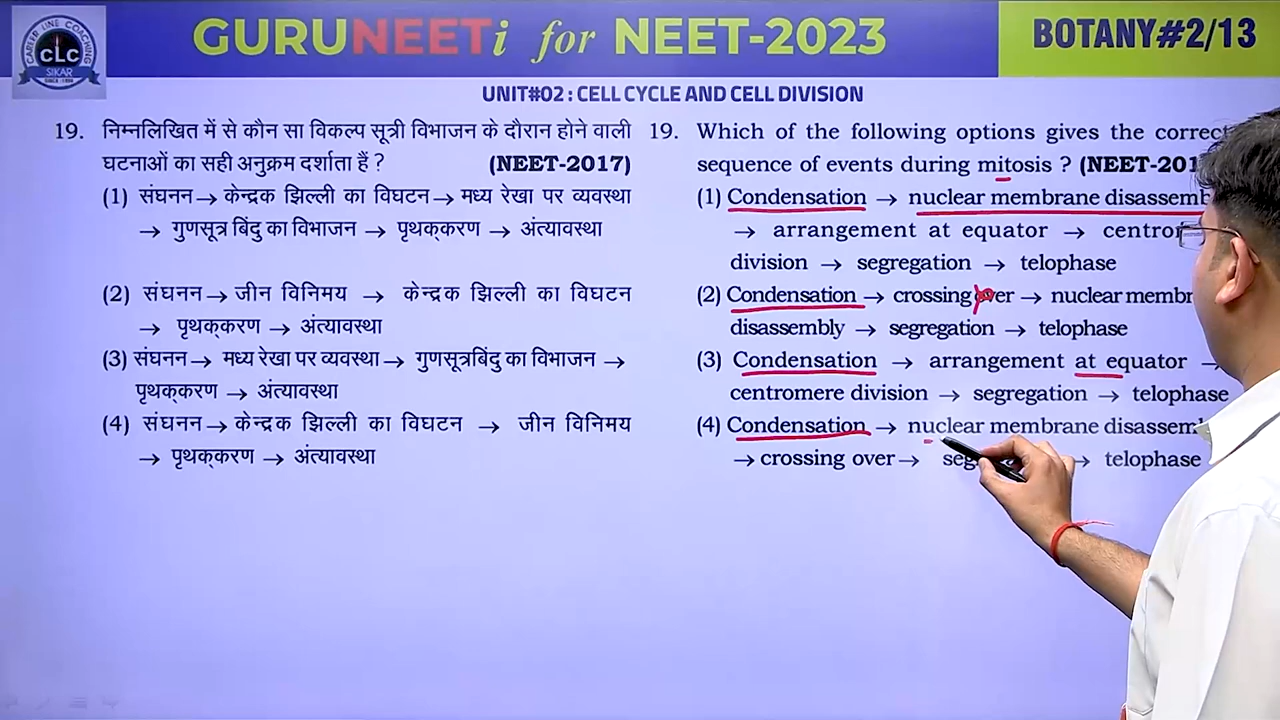 CAREER LINE COACHING
CLC
SIKAR
SINCE : 1996
GURUNEETi for NEET-2023
BOTANY#2/13
UNIT#02 : CELL CYCLE AND CELL DIVISION
19. निम्नलिखित में से कौन सा विकल्प सूत्री विभाजन के दौरान होने वाली
घटनाओं का सही अनुक्रम दर्शाता हैं ? (NEET-2017)
(1) संघनन→ केन्द्रक झिल्ली का विघटन→ मध्य रेखा पर व्यवस्था
→ गुणसूत्र बिंदु का विभाजन → पृथक्करण → अंत्यावस्था
(2) संघनन→ जीन विनिमय → केन्द्रक झिल्ली का विघटन
→ पृथक्करण → अंत्यावस्था
(3) संघनन→ मध्य रेखा पर व्यवस्था→ गुणसूत्रबिंदु का विभाजन →
पृथक्करण → अंत्यावस्था
(4) संघनन→ केन्द्रक झिल्ली का विघटन → जीन विनिमय
→ पृथक्करण → अंत्यावस्था
19. Which of the following options gives the correct
sequence of events during mitosis ? (NEET-201
(1) Condensation → nuclear membrane disassemb
→ arrangement at equator → centrom
division → segregation → telophase
(2) Condensation → crossing over → nuclear membr
disassembly → segregation → telophase
(3) Condensation → arrangement at equator →
centromere division → segregation → telophase
(4) Condensation → nuclear membrane disassem
→ crossing over→ seg → telophase